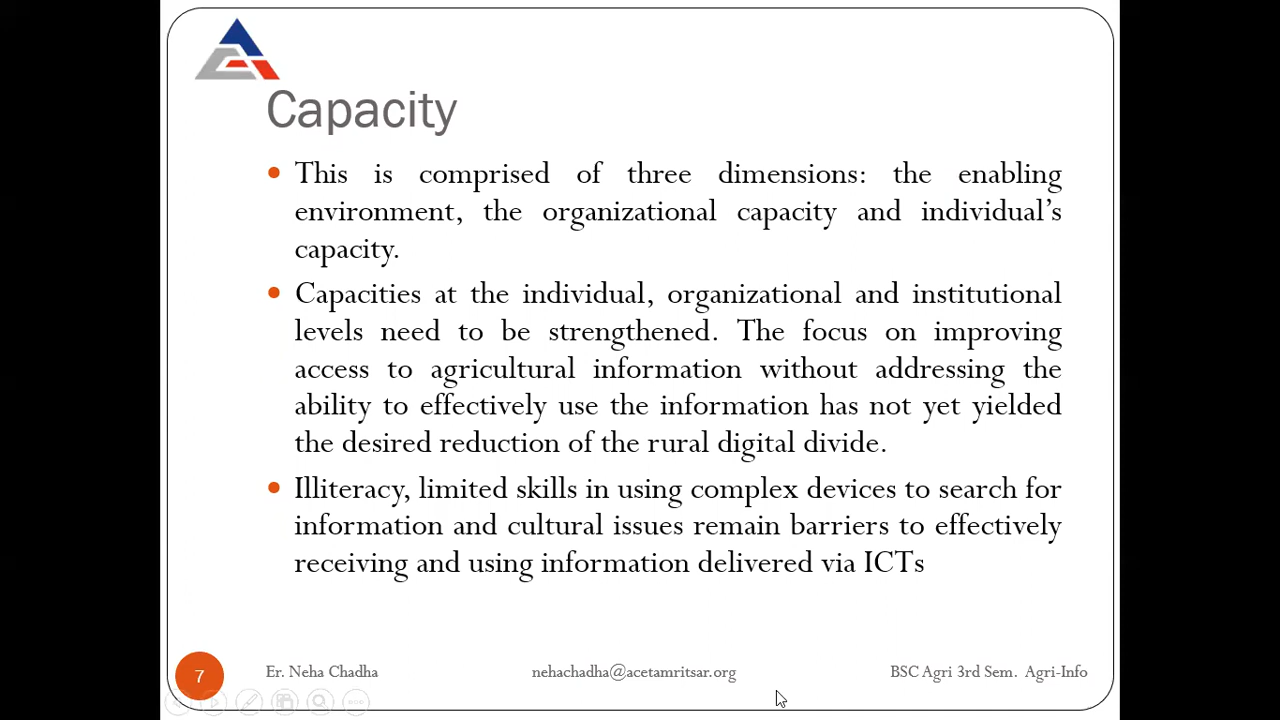 Capacity
This is comprised of three dimensions: the enabling
environment, the organizational capacity and individual's
capacity.
Capacities at the individual, organizational and institutional
levels need to be strengthened. The focus on improving
access to agricultural information without addressing the
ability to effectively use the information has not yet yielded
the desired reduction of the rural digital divide.
Illiteracy, limited skills in using complex devices to search for
information and cultural issues remain barriers to effectively
receiving and using information delivered via ICTs
7
Er. Neha Chadha
nehachadha@acetamritsar.org
BSC Agri 3rd Sem. Agri-Info